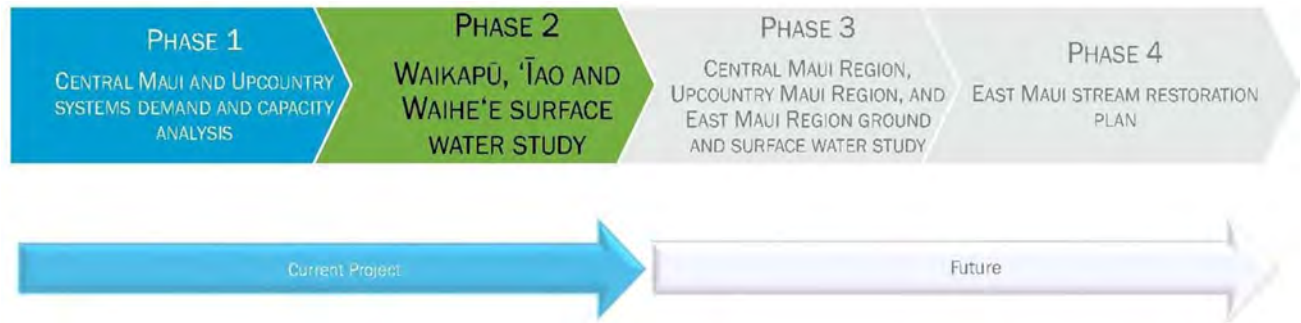 PHASE 1
CENTRAL MAUI AND UPCOUNTRY
SYSTEMS DEMAND AND CAPACITY
ANALYSIS
PHASE 2
WAIKAPŪ, ʻĪAO AND
WAIHEʻE SURFACE
WATER STUDY
PHASE 3
CENTRAL MAUI REGION,
UPCOUNTRY MAUI REGION, AND
EAST MAUI REGION GROUND
AND SURFACE WATER STUDY
PHASE 4
EAST MAUI STREAM RESTORATION
PLAN
Current Project
Future